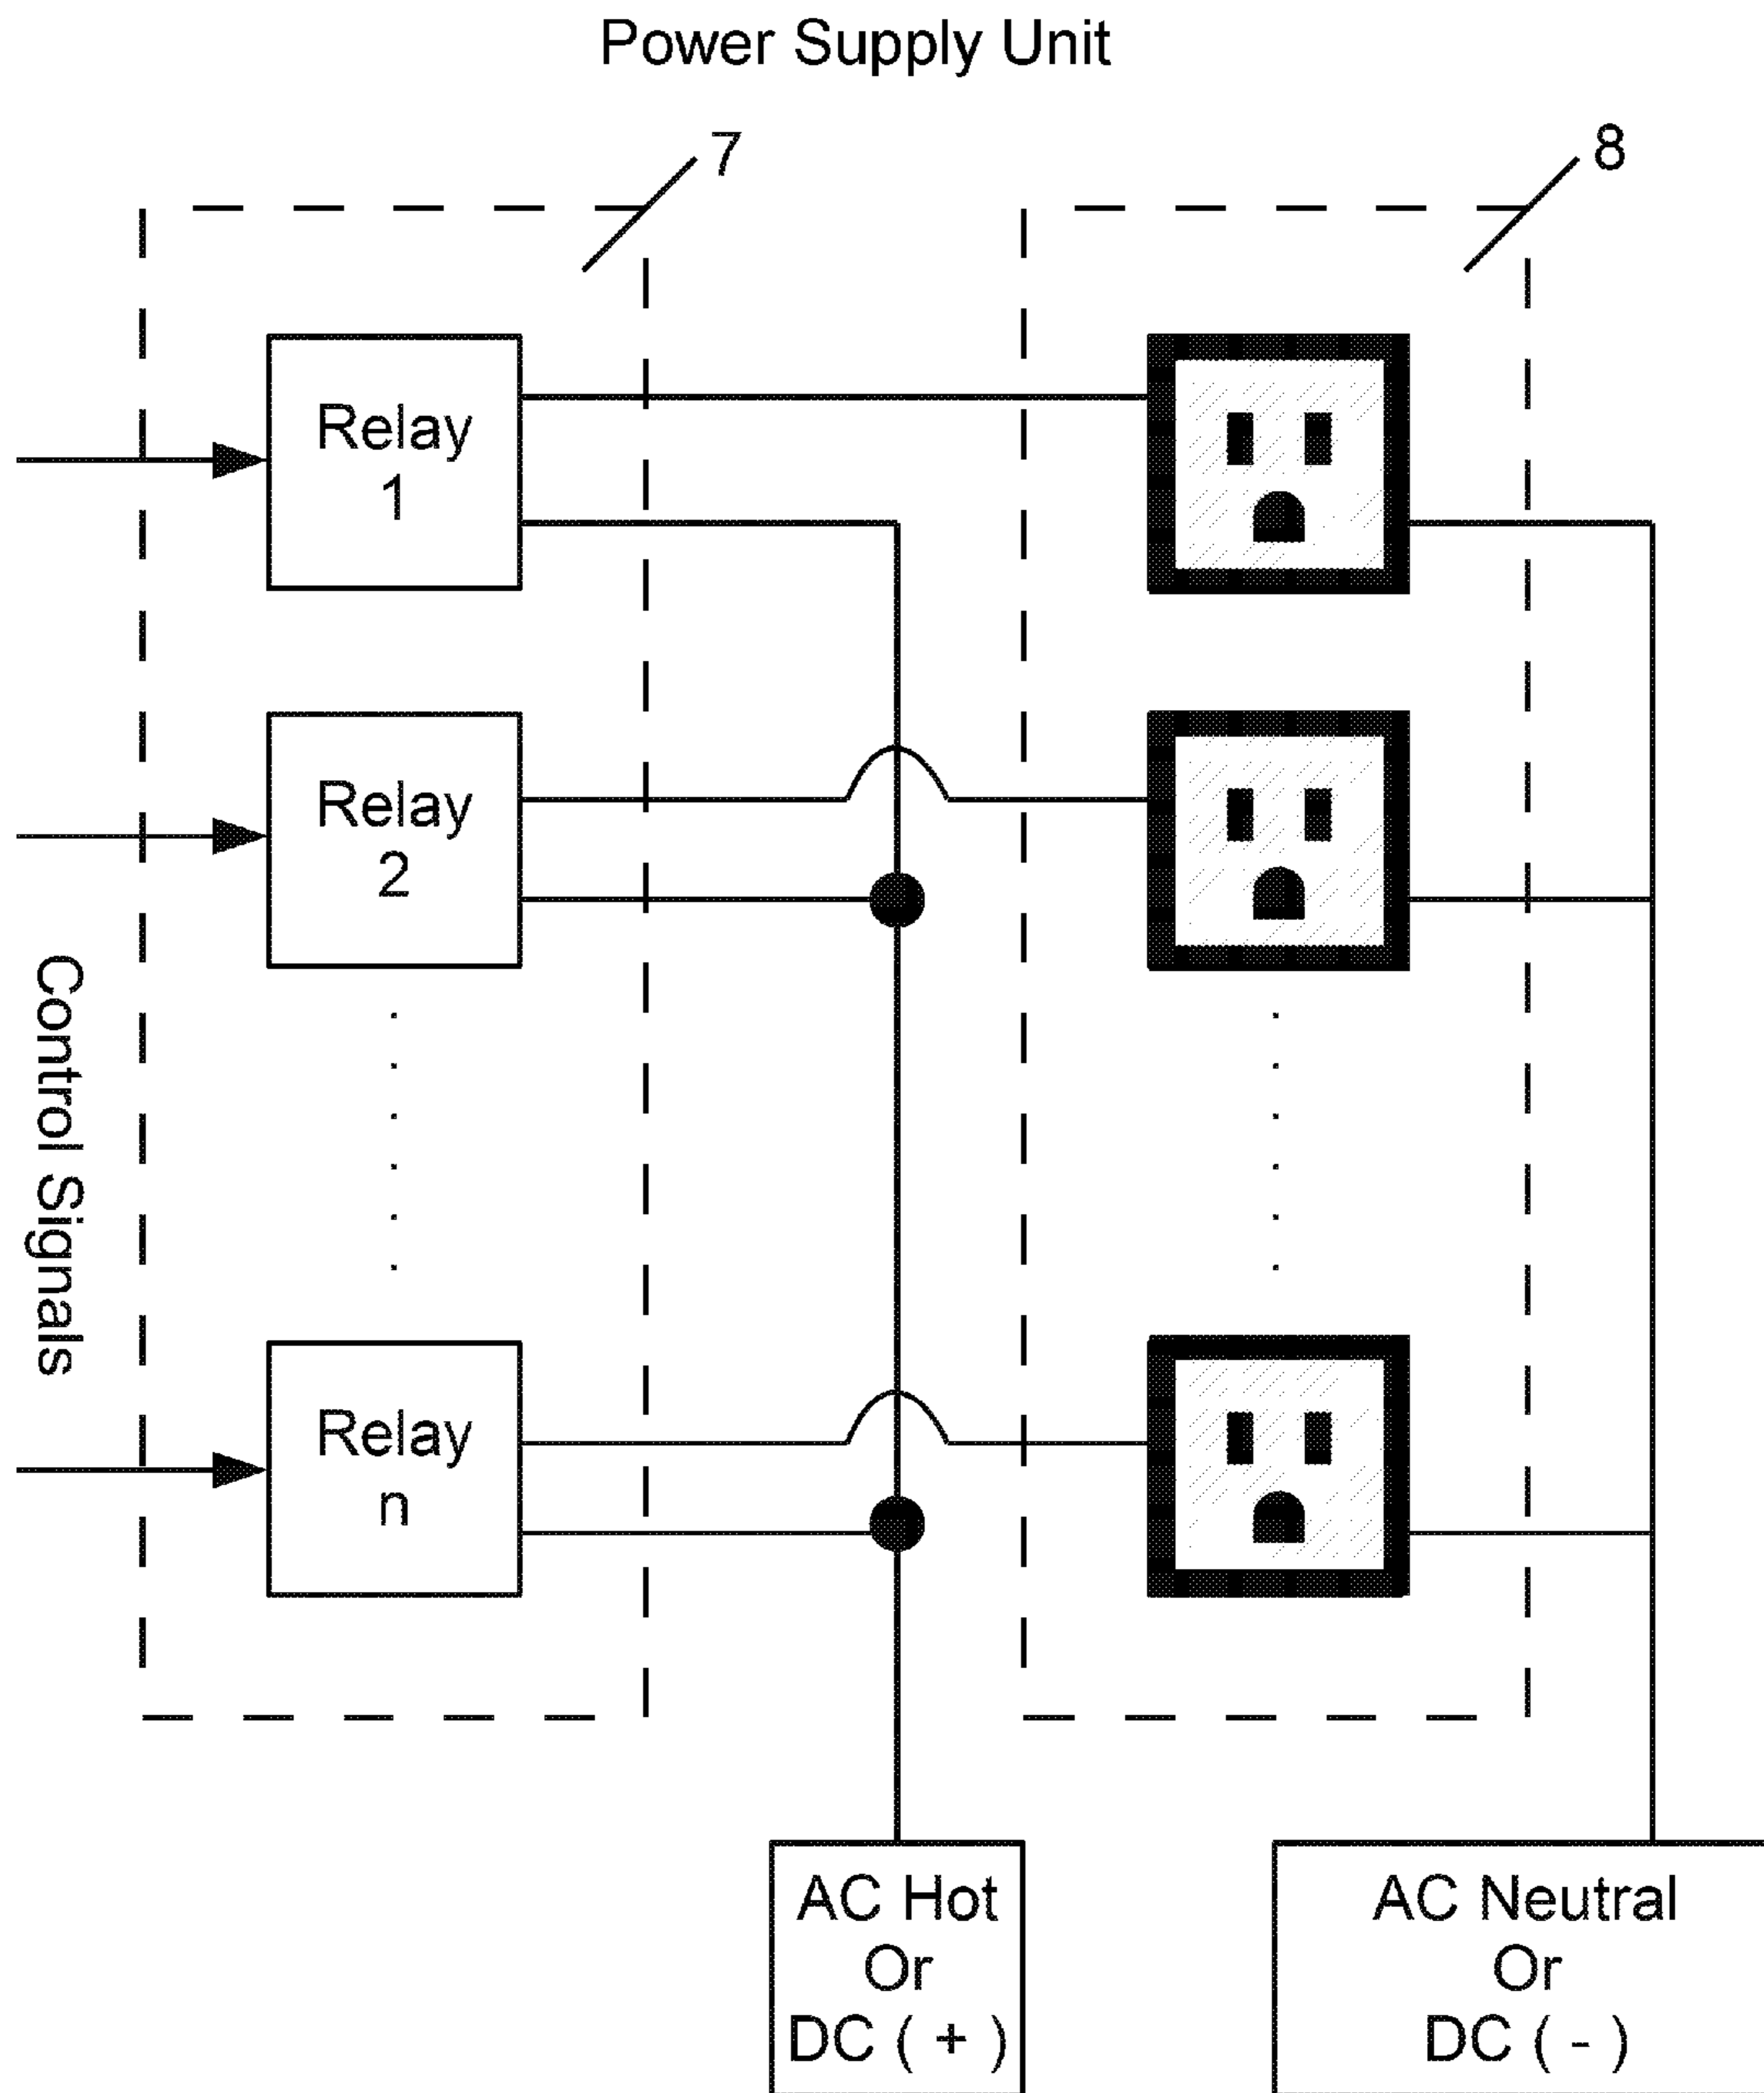 Power Supply Unit
7
8
Relay
1
Relay
2
Control Signals
Relay
n
AC Hot
Or
DC ( + )
AC Neutral
Or
DC ( - )